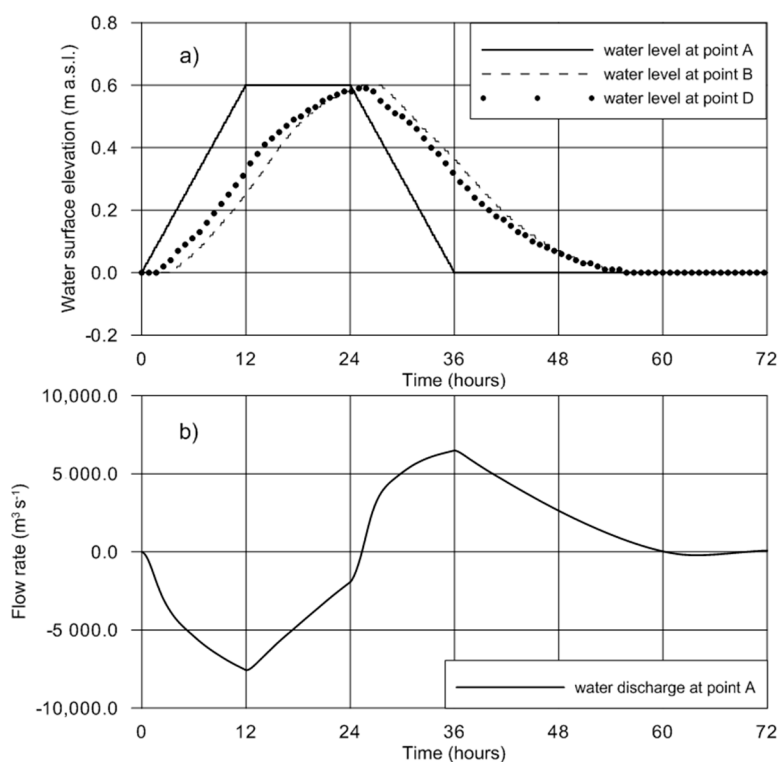 0.8
a)
water level at point A
water level at point B
water level at point D
0.6
0.4
0.2
0.0
-0.2
Water surface elevation (m a.s.l.)
0 12 24 36 48 60 72
Time (hours)
10,000.0
b)
5 000.0
0.0
-5 000.0
-10,000.0
Flow rate (m³ s⁻¹)
water discharge at point A
0 12 24 36 48 60 72
Time (hours)